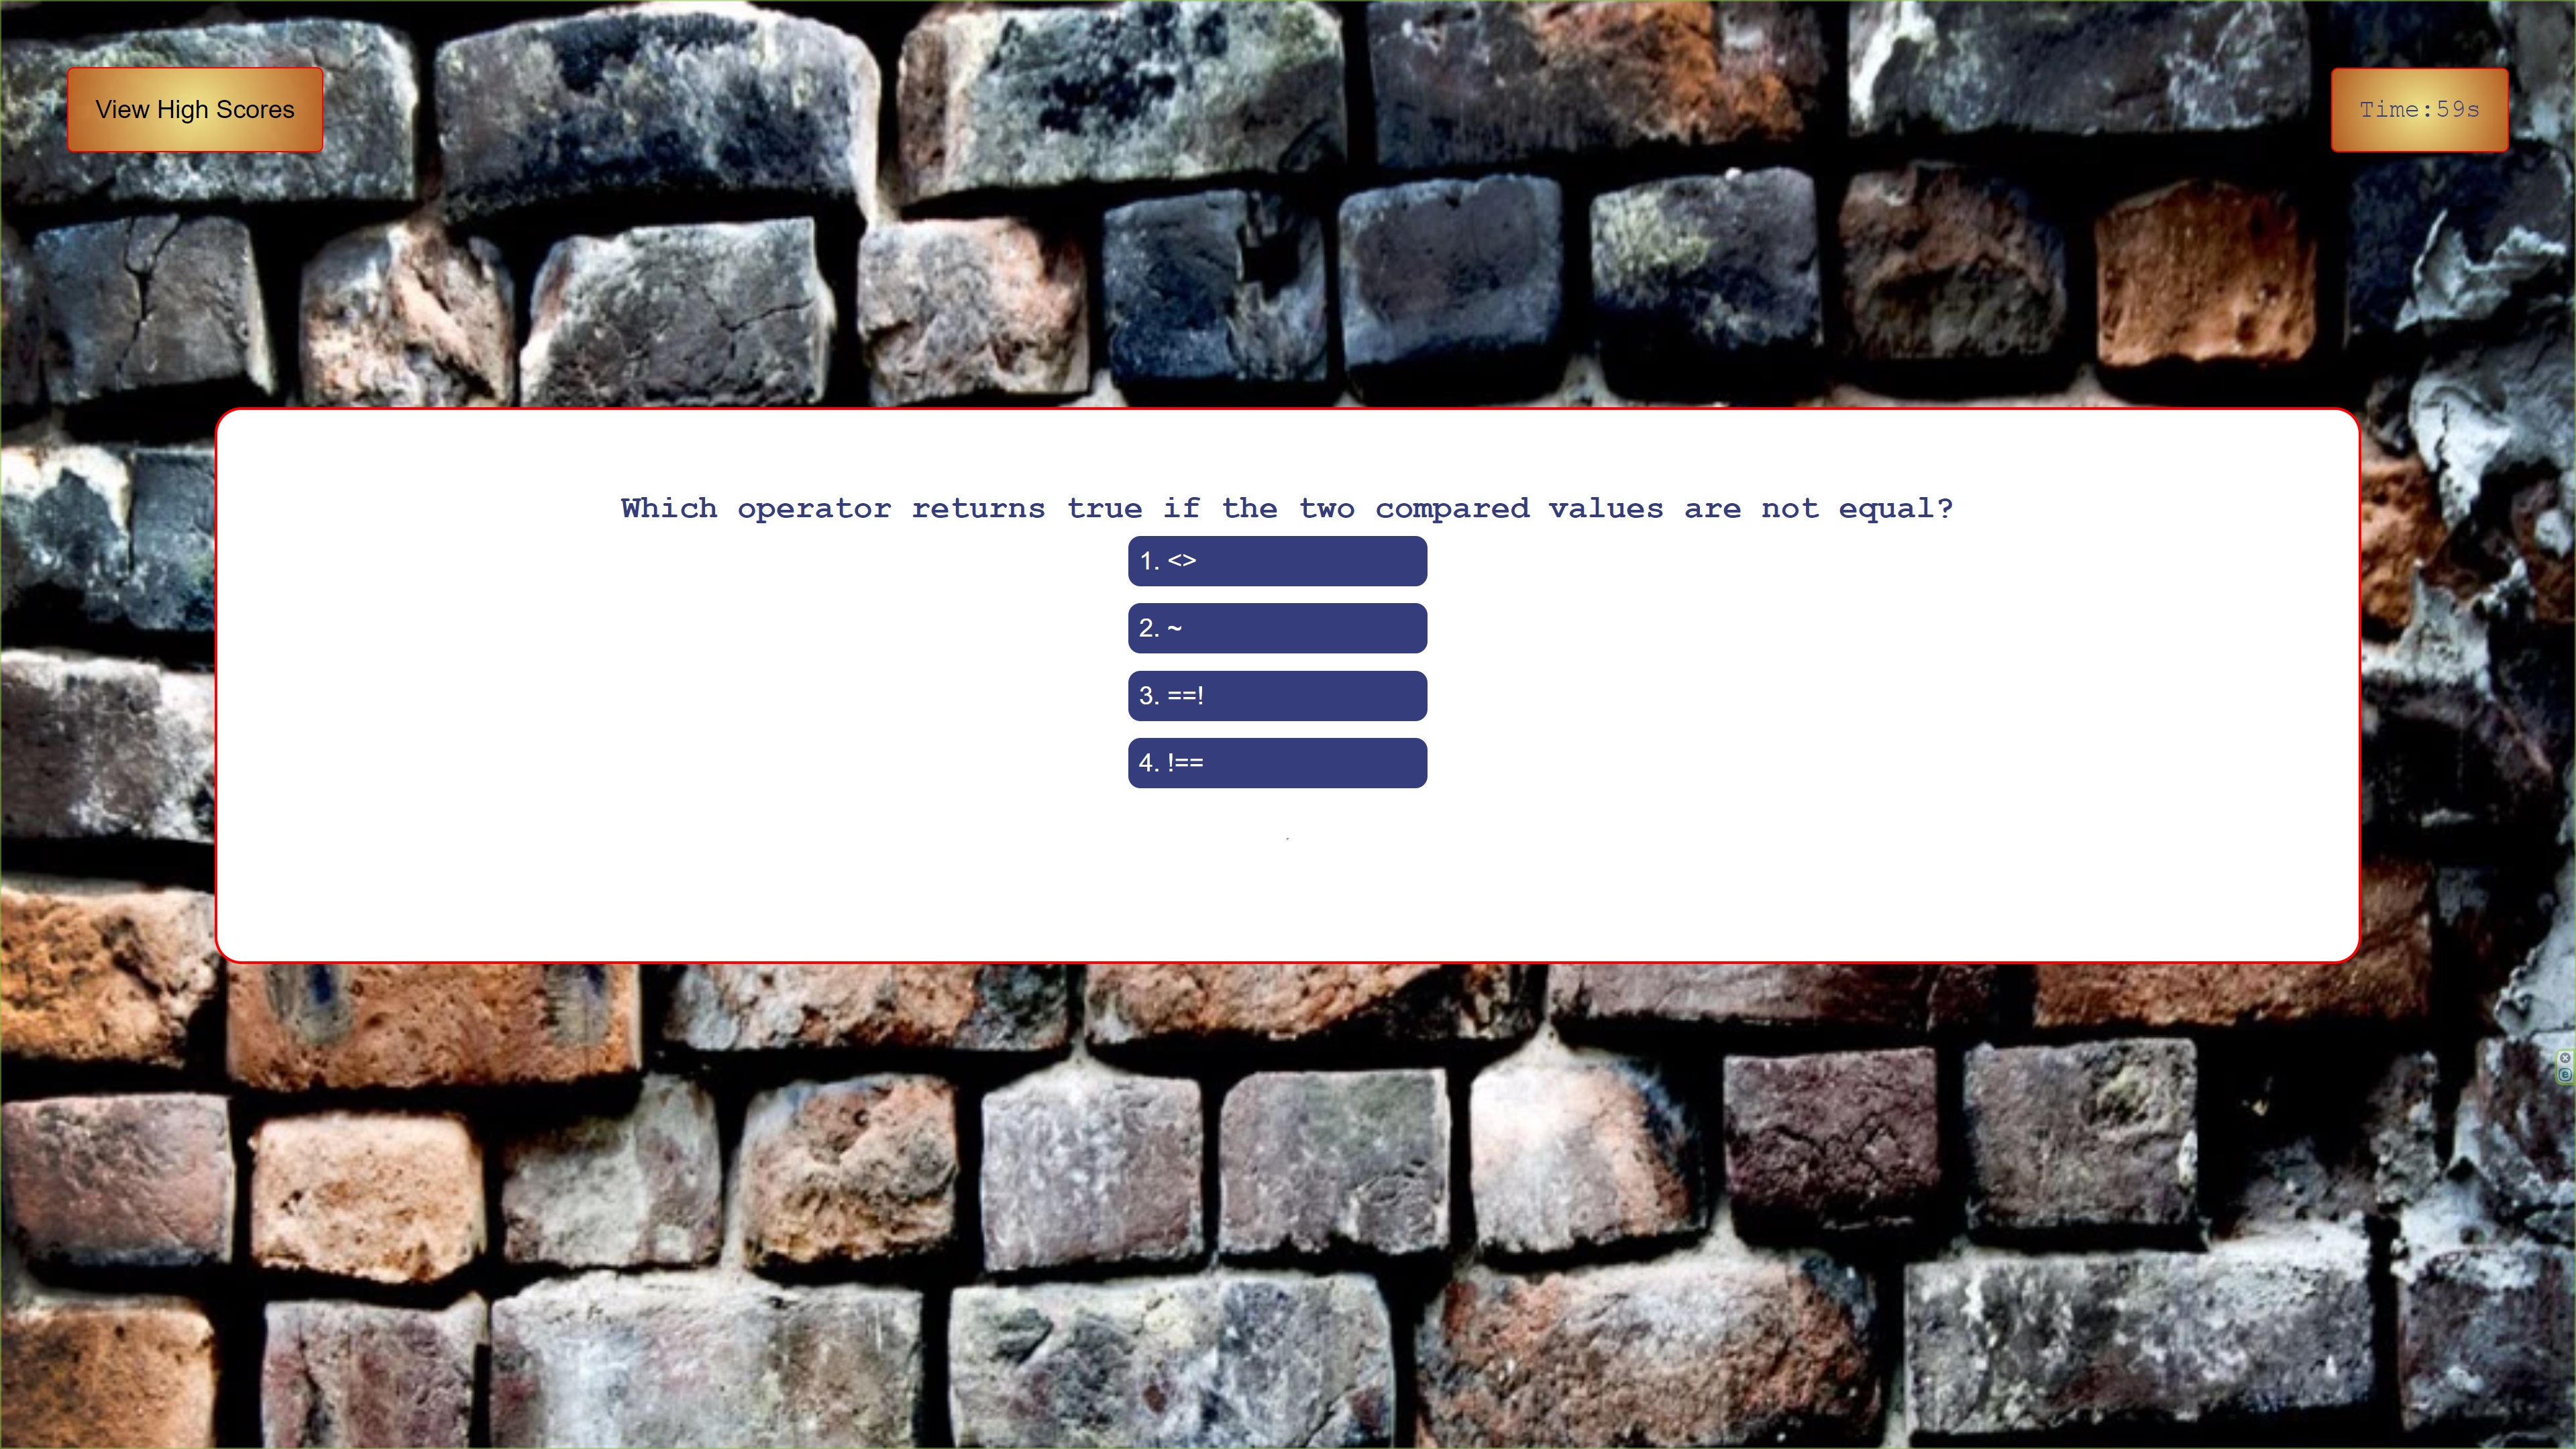 View High Scores
Time:59s
Which operator returns true if the two compared values are not equal?
1. <>
2. ~
3. ==!
4. !==